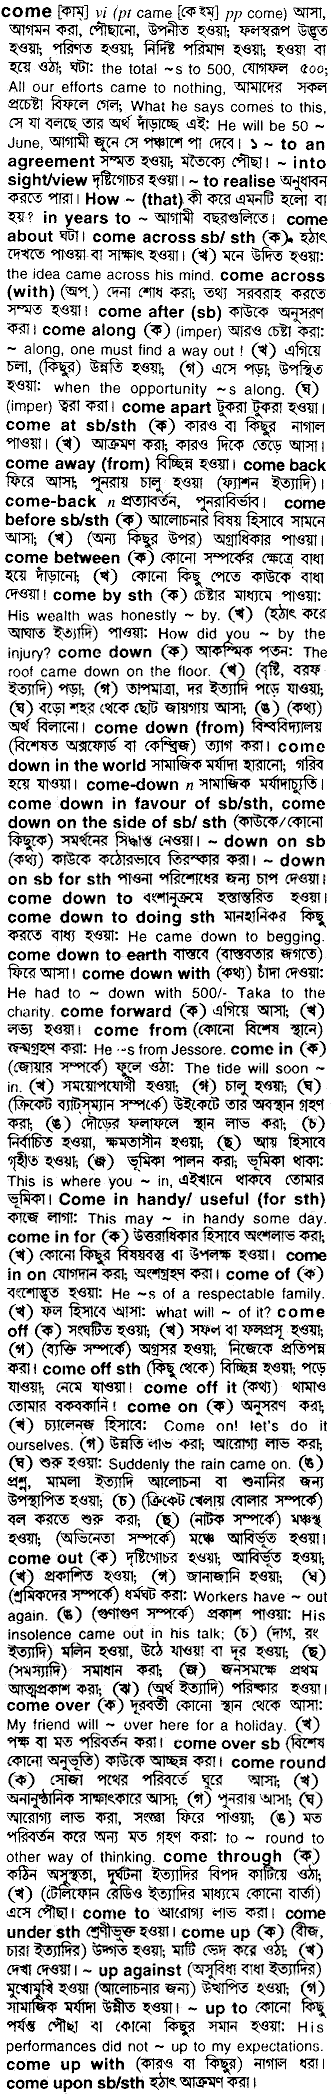 come [কাম্] vi (pt came [কেইম্] pp come) আসা,
আগমন করা, পৌছানো, উপনীত হওয়া; ফলস্বরূপ উদ্ভূত
হওয়া; পরিণত হওয়া; নির্দিষ্ট পরিমাণ হওয়া; হওয়া বা
হয়ে ওঠা; ঘটা: the total ~s to 500, যোগফল ৫০০;
All our efforts came to nothing, আমাদের সকল
প্রচেষ্টা বিফলে গেল; What he says comes to this,
সে যা বলছে তার অর্থ দাঁড়াচ্ছে এই: He will be 50 ~
June, আগামী জুনে সে পঞ্চাশে পা দেবে। ১ ~ to an
agreement সম্মত হওয়া; মতৈক্যে পৌছা। ~ into
sight/view দৃষ্টিগোচর হওয়া। ~ to realise অনুধাবন
করতে পারা। How ~ (that) কী করে এমনটি হলো বা
হয়? in years to ~ আগামী বছরগুলিতে। come
about ঘটা। come across sb/ sth (ক) হঠাৎ
দেখতে পাওয়া বা সাক্ষাৎ হওয়া। (খ) মনে উদিত হওয়া:
the idea came across his mind. come across
(with) (অপ.) দেনা শোধ করা; তথ্য সরবরাহ করতে
সম্মত হওয়া। come after (sb) কাউকে অনুসরণ
করা। come along (ক) (imper) আরও চেষ্টা করা:
~ along, one must find a way out ! (খ) এগিয়ে
চলা, (কিছুর) উন্নতি হওয়া; (গ) এসে পড়া; উপস্থিত
হওয়া: when the opportunity ~s along. (ঘ)
(imper) ত্বরা করা। come apart টুকরা টুকরা হওয়া।
come at sb/sth (ক) কারও বা কিছুর নাগাল
পাওয়া। (খ) আক্রমণ করা; কারও দিকে তেড়ে আসা।
come away (from) বিচ্ছিন্ন হওয়া। come back
ফিরে আসা; পুনরায় চালু হওয়া (ফ্যাশন ইত্যাদি)।
come-back n প্রত্যাবর্তন, পুনরাবির্ভাব। come
before sb/sth (ক) আলোচনার বিষয় হিসাবে সামনে
আসা; (খ) (অন্য কিছুর উপর) অগ্রাধিকার পাওয়া।
come between (ক) কোনো সম্পর্কের ক্ষেত্রে বাধা
হয়ে দাঁড়ানো; (খ) কোনো কিছু পেতে কাউকে বাধা
দেওয়া! come by sth (ক) চেষ্টার মাধ্যমে পাওয়া:
His wealth was honestly ~ by. (খ) (হঠাৎ করে
আঘাত ইত্যাদি) পাওয়া: How did you ~ by the
injury? come down (ক) আকস্মিক পতন: The
roof came down on the floor. (খ) (বৃষ্টি, বরফ
ইত্যাদি) পড়া; (গ) তাপমাত্রা, দর ইত্যাদি পড়ে যাওয়া;
(ঘ) বড়ো শহর থেকে ছোট জায়গায় আসা; (ঙ) (কথ্য)
অর্থ বিলানো। come down (from) বিশ্ববিদ্যালয়
(বিশেষত অক্সফোর্ড বা কেম্ব্রিজ) ত্যাগ করা। come
down in the world সামাজিক মর্যাদা হারানো; গরিব
হয়ে যাওয়া। come-down n সামাজিক মর্যাদাচ্যুতি।
come down in favour of sb/sth, come
down on the side of sb/ sth (কাউকে/কোনো
কিছুকে) সমর্থনের সিদ্ধান্ত নেওয়া। ~ down on sb
(কথ্য) কাউকে কঠোরভাবে তিরস্কার করা। ~ down
on sb for sth পাওনা পরিশোধের জন্য চাপ দেওয়া।
come down to বংশানুক্রমে হস্তান্তরিত হওয়া।
come down to doing sth মানহানিকর কিছু
করতে বাধ্য হওয়া: He came down to begging.
come down to earth বাস্তবে (বাস্তবতার জগতে)
ফিরে আসা। come down with (কথ্য) চাঁদা দেওয়া:
He had to ~ down with 500/- Taka to the
charity. come forward (ক) এগিয়ে আসা; (খ)
লভ্য হওয়া। come from (কোনো বিশেষ স্থানে)
জন্মগ্রহণ করা: He ~s from Jessore. come in (ক)
(জোয়ার সম্পর্কে) ফুলে ওঠা: The tide will soon ~
in. (খ) সময়োপযোগী হওয়া; (গ) চালু হওয়া; (ঘ)
(ক্রিকেট ব্যাট্‌সম্যান সম্পর্কে) উইকেটে তার অবস্থান গ্রহণ
করা; (ঙ) দৌড়ের ফলাফলে স্থান লাভ করা; (চ)
নির্বাচিত হওয়া, ক্ষমতাসীন হওয়া; (ছ) আয় হিসাবে
গৃহীত হওয়া; (জ) ভূমিকা পালন করা; ভূমিকা থাকা:
This is where you ~ in, এইখানে থাকবে তোমার
ভূমিকা। Come in handy/ useful (for sth)
কাজে লাগা: This may ~ in handy some day.
come in for (ক) উত্তরাধিকার হিসাবে অংশলাভ করা;
(খ) কোনো কিছুর বিষয়বস্তু বা উপলক্ষ হওয়া। come
in on যোগদান করা; অংশগ্রহণ করা। come of (ক)
বংশোদ্ভূত হওয়া: He ~s of a respectable family.
(খ) ফল হিসাবে আসা: what will ~ of it? come
off (ক) সংঘটিত হওয়া; (খ) সফল বা ফলপ্রসূ হওয়া;
(গ) (ব্যক্তি সম্পর্কে) অগ্রসর হওয়া, নিজেকে প্রতিপন্ন
করা। come off sth (কিছু থেকে) বিচ্ছিন্ন হওয়া; পড়ে
যাওয়া; নেমে যাওয়া। come off it (কথ্য) থামাও
তোমার বকবকানি! come on (ক) অনুসরণ করা;
(খ) চ্যালেনজ হিসাবে: Come on! let's do it
ourselves. (গ) উন্নতি লাভ করা; আরোগ্য লাভ করা;
(ঘ) শুরু হওয়া: Suddenly the rain came on. (ঙ)
প্রশ্ন, মামলা ইত্যাদি আলোচনা বা শুনানির জন্য
উপস্থাপিত হওয়া; (চ) (ক্রিকেট খেলায় বোলার সম্পর্কে)
বল করতে শুরু করা; (ছ) (নাটক সম্পর্কে) মঞ্চস্থ
হওয়া; (অভিনেতা সম্পর্কে) মঞ্চে আবির্ভূত হওয়া।
come out (ক) দৃষ্টিগোচর হওয়া, আবির্ভূত হওয়া;
(খ) প্রকাশিত হওয়া; (গ) জানাজানি হওয়া; (ঘ)
(শ্রমিকদের সম্পর্কে) ধর্মঘট করা: Workers have ~ out
again. (ঙ) (গুণাগুণ সম্পর্কে) প্রকাশ পাওয়া: His
insolence came out in his talk; (চ) (দাগ, রং
ইত্যাদি) মলিন হওয়া, উঠে যাওয়া বা দূর হওয়া; (ছ)
(সমস্যাদি) সমাধান করা; (জ) জনসমক্ষে প্রথম
আত্মপ্রকাশ করা; (ঝ) (অর্থ ইত্যাদি) পরিষ্কার হওয়া।
come over (ক) দূরবর্তী কোনো স্থান থেকে আসা:
My friend will ~ over here for a holiday. (খ)
পক্ষ বা মত পরিবর্তন করা। come over sb (বিশেষ
কোনো অনুভূতি) কাউকে আচ্ছন্ন করা। come round
(ক) সোজা পথের পরিবর্তে ঘুরে আসা; (খ)
অনানুষ্ঠানিক সাক্ষাৎকারে আসা; (গ) পুনরায় আসা; (ঘ)
আরোগ্য লাভ করা, সংজ্ঞা ফিরে পাওয়া; (ঙ) মত
পরিবর্তন করে অন্য মত গ্রহণ করা: to ~ round to
other way of thinking. come through (ক)
কঠিন অসুস্থতা, দুর্ঘটনা ইত্যাদির বিপদ কাটিয়ে ওঠা;
(খ) (টেলিফোন রেডিও ইত্যাদির মাধ্যমে কোনো বার্তা)
এসে পৌছা। come to আরোগ্য লাভ করা। come
under sth শ্রেণীভুক্ত হওয়া। come up (ক) (বীজ,
চারা ইত্যাদির) উদ্গত হওয়া; মাটি ভেদ করে ওঠা; (খ)
দেখা দেওয়া। ~ up against (অসুবিধা বাধা ইত্যাদির)
মুখোমুখি হওয়া (আলোচনার জন্য) উত্থাপিত হওয়া; (গ)
সামাজিক মর্যাদা উন্নীত হওয়া। ~ up to কোনো কিছু
পর্যন্ত পৌছা বা কোনো কিছুর সমান হওয়া: His
performances did not ~ up to my expectations.
come up with (কারও বা কিছুর) নাগাল ধরা।
come upon sb/sth হঠাৎ আক্রমণ করা।